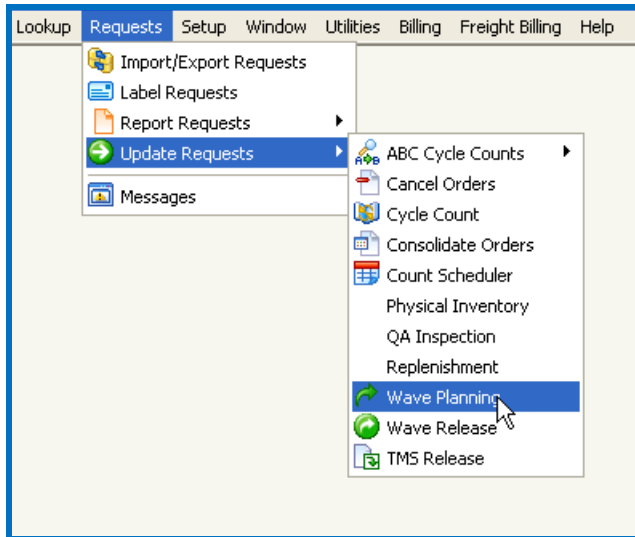 Lookup Requests Setup Window Utilities Billing Freight Billing Help
Import/Export Requests
Label Requests
Report Requests
Update Requests
Messages
ABC Cycle Counts
Cancel Orders
Cycle Count
Consolidate Orders
Count Scheduler
Physical Inventory
QA Inspection
Replenishment
Wave Planning
Wave Release
TMS Release